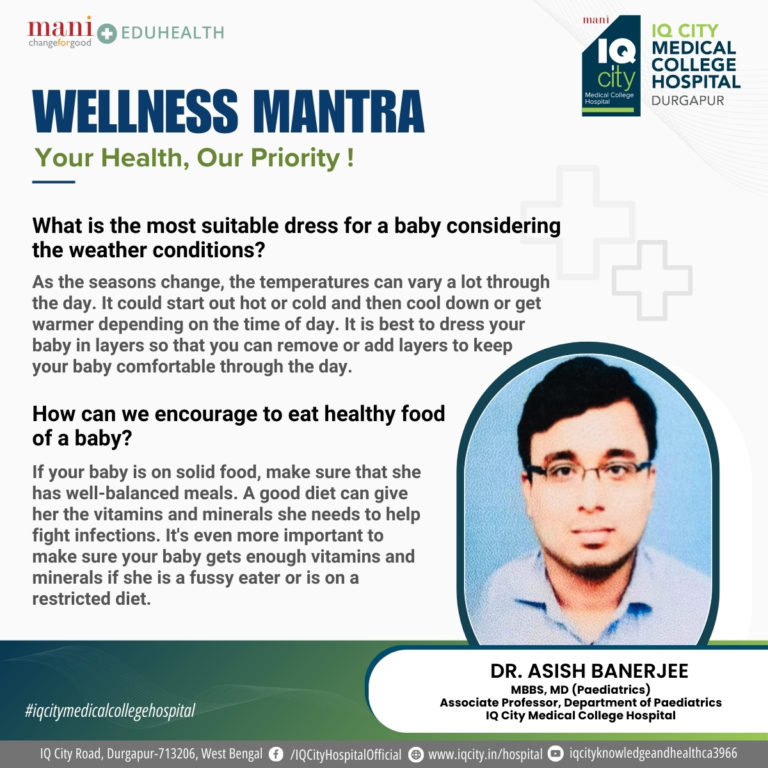 mani
changeforgood
EDUHEALTH
mani
IQ
city
Medical College
Hospital
IQ CITY
MEDICAL
COLLEGE
HOSPITAL
DURGAPUR
WELLNESS MANTRA
Your Health, Our Priority !
What is the most suitable dress for a baby considering
the weather conditions?
As the seasons change, the temperatures can vary a lot through
the day. It could start out hot or cold and then cool down or get
warmer depending on the time of day. It is best to dress your
baby in layers so that you can remove or add layers to keep
your baby comfortable through the day.
How can we encourage to eat healthy food
of a baby?
If your baby is on solid food, make sure that she
has well-balanced meals. A good diet can give
her the vitamins and minerals she needs to help
fight infections. It's even more important to
make sure your baby gets enough vitamins and
minerals if she is a fussy eater or is on a
restricted diet.
DR. ASISH BANERJEE
MBBS, MD (Paediatrics)
Associate Professor, Department of Paediatrics
IQ City Medical College Hospital
#iqcitymedicalcollegehospital
IQ City Road, Durgapur-713206, West Bengal /IQCityHospitalOfficial www.iqcity.in/hospital iqcityknowledgeandhealthca3966